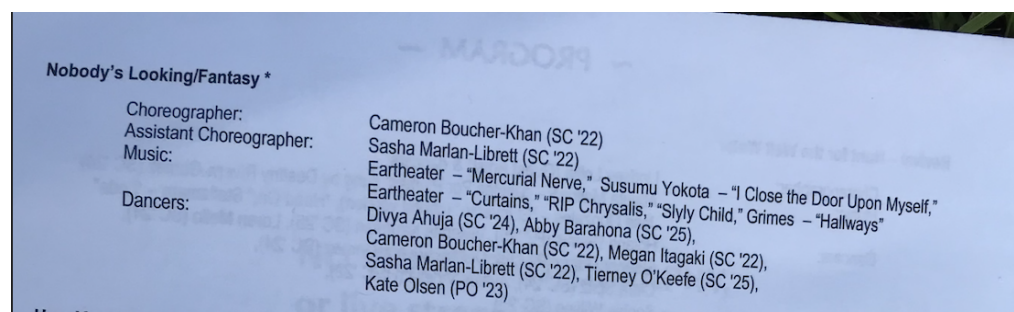 ~ PROGRAM ~
Nobody's Looking/Fantasy *
Choreographer: Cameron Boucher-Khan (SC '22)
Assistant Choreographer: Sasha Marlan-Librett (SC '22)
Music: Eartheater – “Mercurial Nerve,” Susumu Yokota – “I Close the Door Upon Myself,”
Eartheater – “Curtains,” “RIP Chrysalis,” “Slyly Child,” Grimes – “Hallways”
Dancers: Divya Ahuja (SC '24), Abby Barahona (SC '25),
Cameron Boucher-Khan (SC '22), Megan Itagaki (SC '22),
Sasha Marlan-Librett (SC '22), Tierney O'Keefe (SC '25),
Kate Olsen (PO '23)